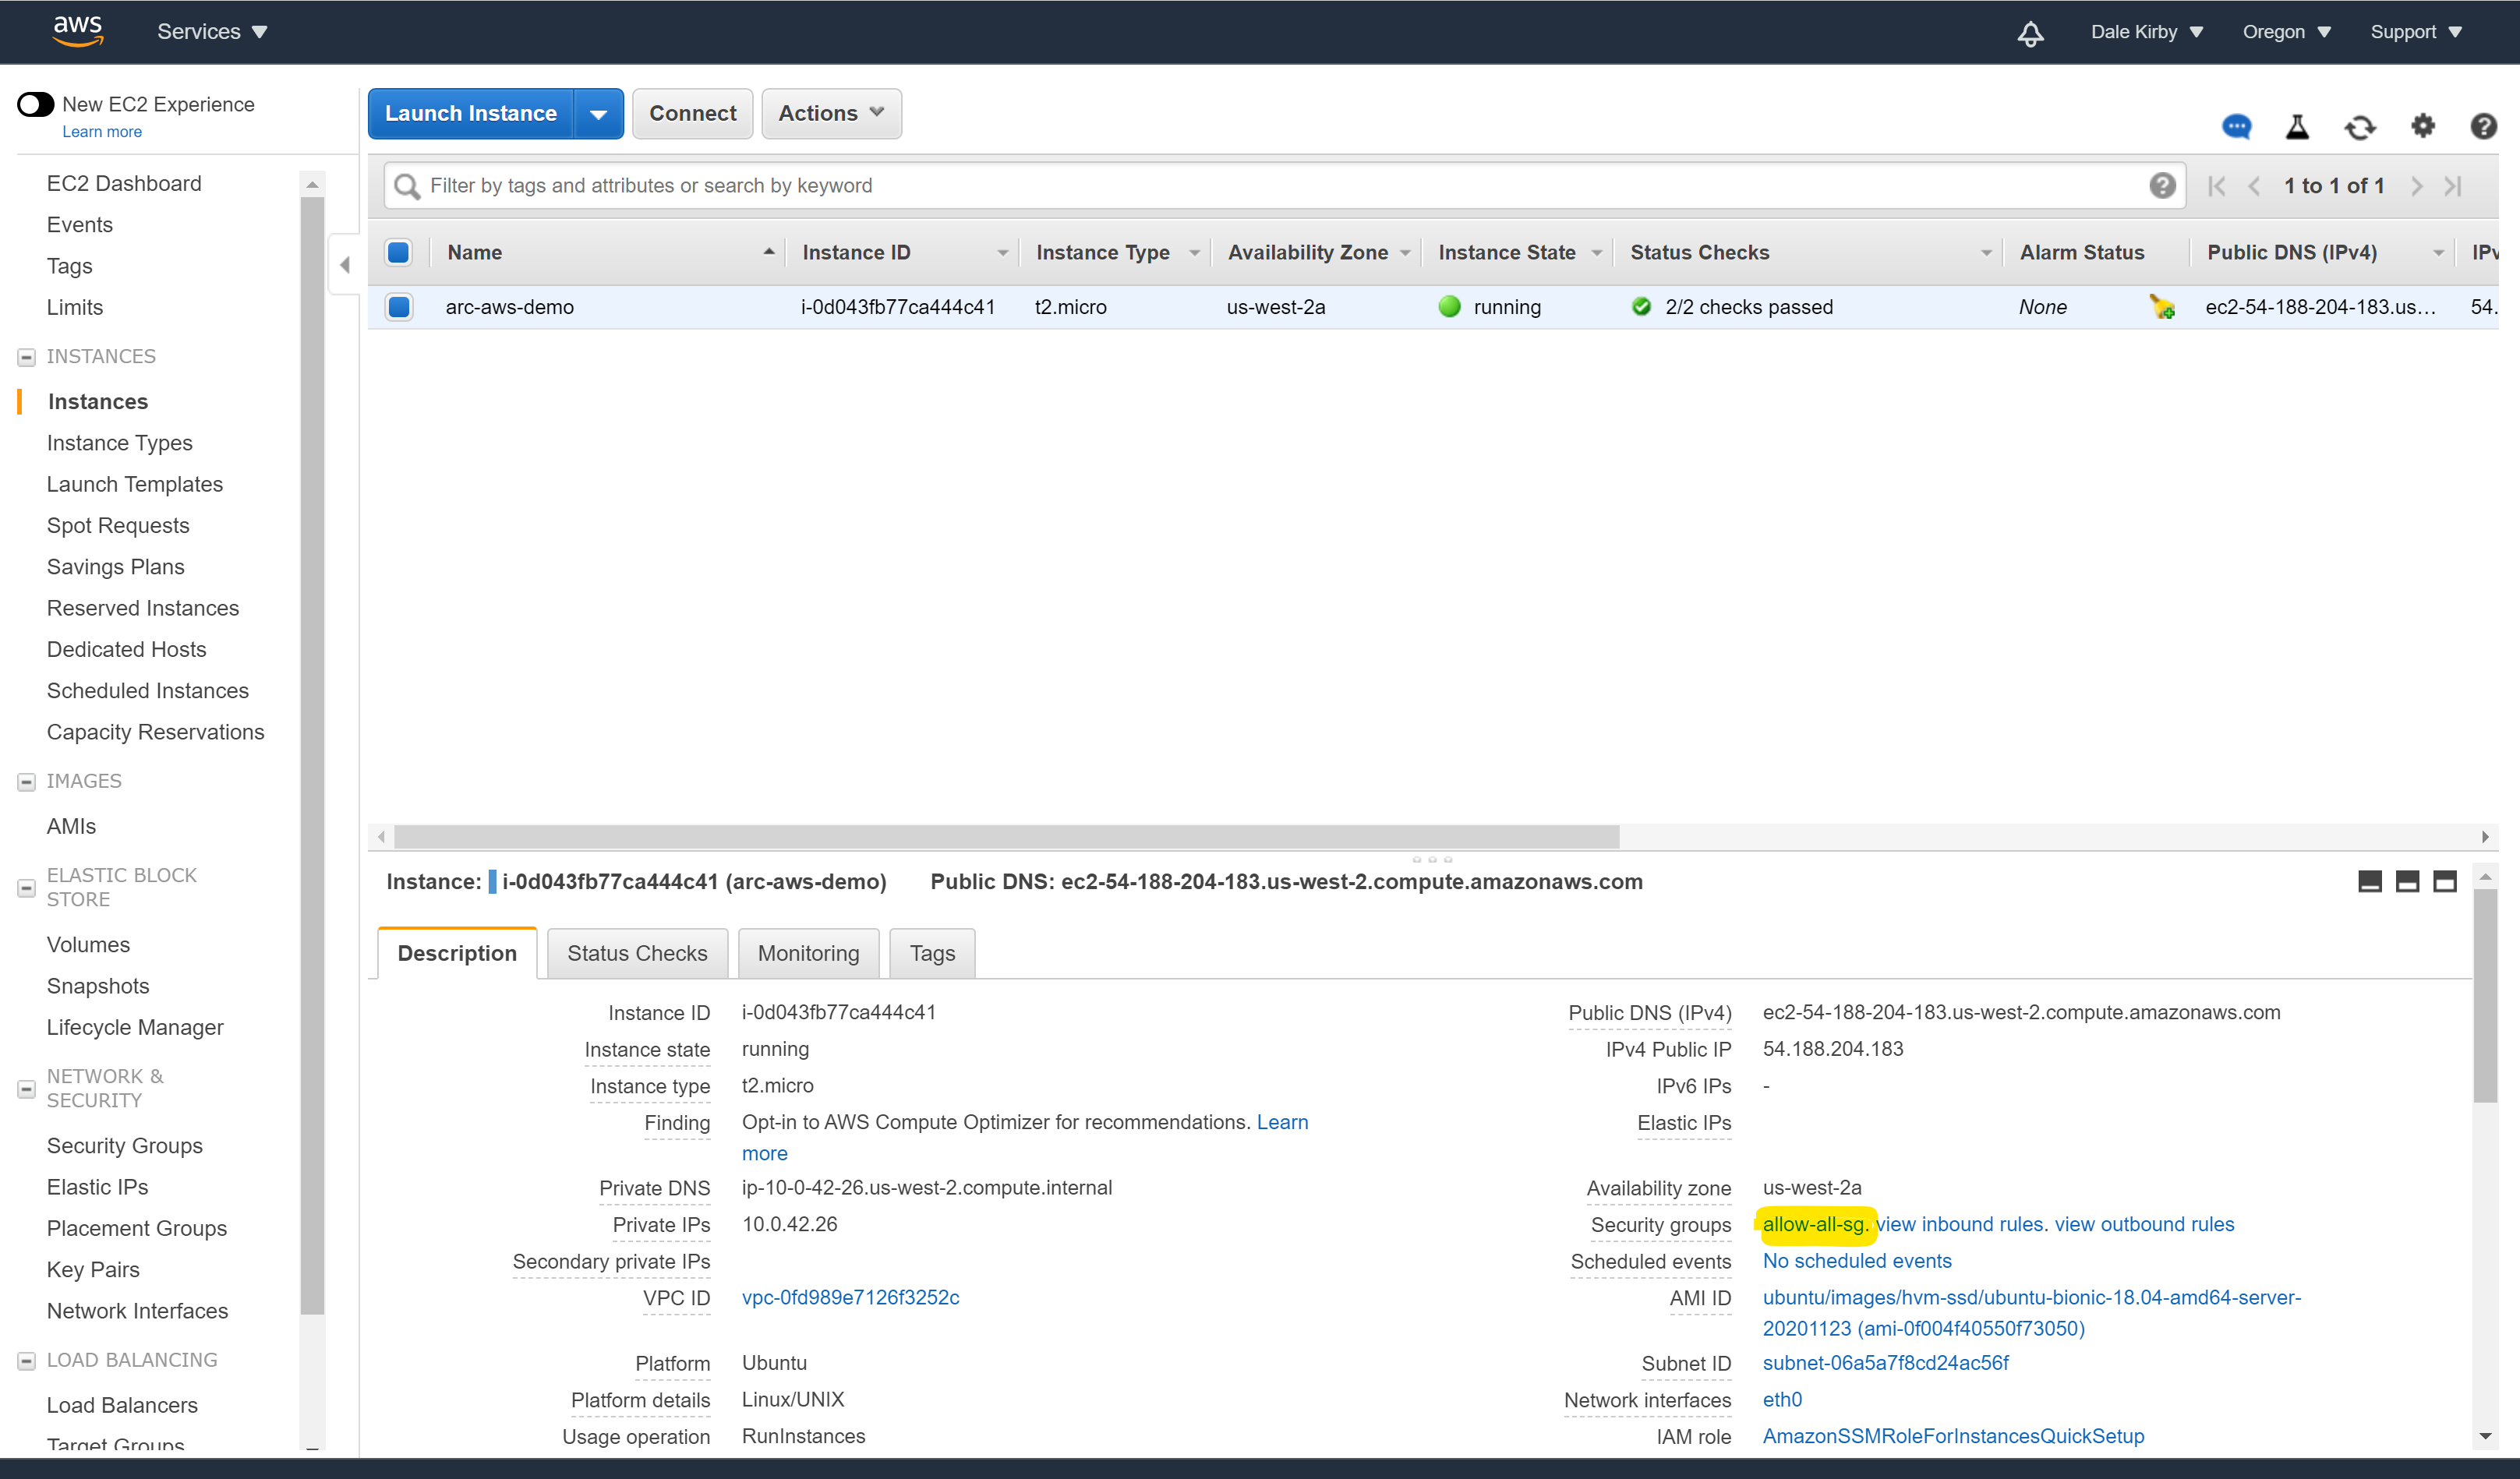 aws Services Dale Kirby Oregon Support
New EC2 Experience
Learn more
EC2 Dashboard
Events
Tags
Limits
INSTANCES
Instances
Instance Types
Launch Templates
Spot Requests
Savings Plans
Reserved Instances
Dedicated Hosts
Scheduled Instances
Capacity Reservations
IMAGES
AMIs
ELASTIC BLOCK
STORE
Volumes
Snapshots
Lifecycle Manager
NETWORK &
SECURITY
Security Groups
Elastic IPs
Placement Groups
Key Pairs
Network Interfaces
LOAD BALANCING
Load Balancers
Target Groups
Launch Instance Connect Actions
Filter by tags and attributes or search by keyword 1 to 1 of 1
Name Instance ID Instance Type Availability Zone Instance State Status Checks Alarm Status Public DNS (IPv4) IPv
arc-aws-demo i-0d043fb77ca444c41 t2.micro us-west-2a running 2/2 checks passed None ec2-54-188-204-183.us... 54.
Instance: i-0d043fb77ca444c41 (arc-aws-demo) Public DNS: ec2-54-188-204-183.us-west-2.compute.amazonaws.com
Description Status Checks Monitoring Tags
Instance ID i-0d043fb77ca444c41 Public DNS (IPv4) ec2-54-188-204-183.us-west-2.compute.amazonaws.com
Instance state running IPv4 Public IP 54.188.204.183
Instance type t2.micro IPv6 IPs -
Finding Opt-in to AWS Compute Optimizer for recommendations. Learn Elastic IPs
more
Private DNS ip-10-0-42-26.us-west-2.compute.internal Availability zone us-west-2a
Private IPs 10.0.42.26 Security groups allow-all-sg. view inbound rules. view outbound rules
Secondary private IPs Scheduled events No scheduled events
VPC ID vpc-0fd989e7126f3252c AMI ID ubuntu/images/hvm-ssd/ubuntu-bionic-18.04-amd64-server-
20201123 (ami-0f004f40550f73050)
Platform Ubuntu Subnet ID subnet-06a5a7f8cd24ac56f
Platform details Linux/UNIX Network interfaces eth0
Usage operation RunInstances IAM role AmazonSSMRoleForInstancesQuickSetup